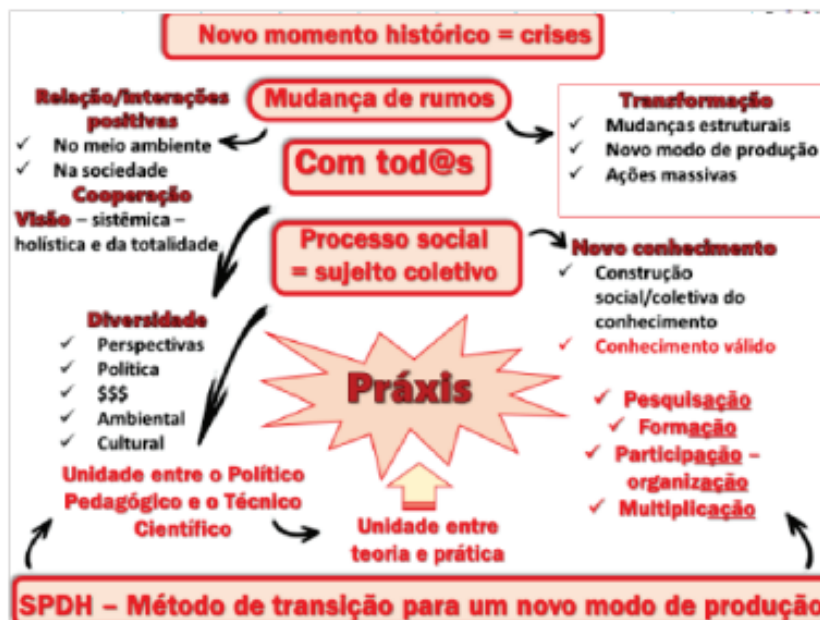 Novo momento histórico = crises
Mudança de rumos
Relação/interações
positivas
✓ No meio ambiente
✓ Na sociedade
Cooperação
Visão – sistêmica –
holística e da totalidade
Transformação
✓ Mudanças estruturais
✓ Novo modo de produção
✓ Ações massivas
Com tod@s
Processo social
= sujeito coletivo
Novo conhecimento
✓ Construção
social/coletiva do
conhecimento
✓ Conhecimento válido
Diversidade
✓ Perspectivas
✓ Política
✓ $$$
✓ Ambiental
✓ Cultural
Práxis
✓ Pesquisação
✓ Formação
✓ Participação –
organização
✓ Multiplicação
Unidade entre o Político
Pedagógico e o Técnico
Científico
Unidade entre
teoria e prática
SPDH – Método de transição para um novo modo de produção